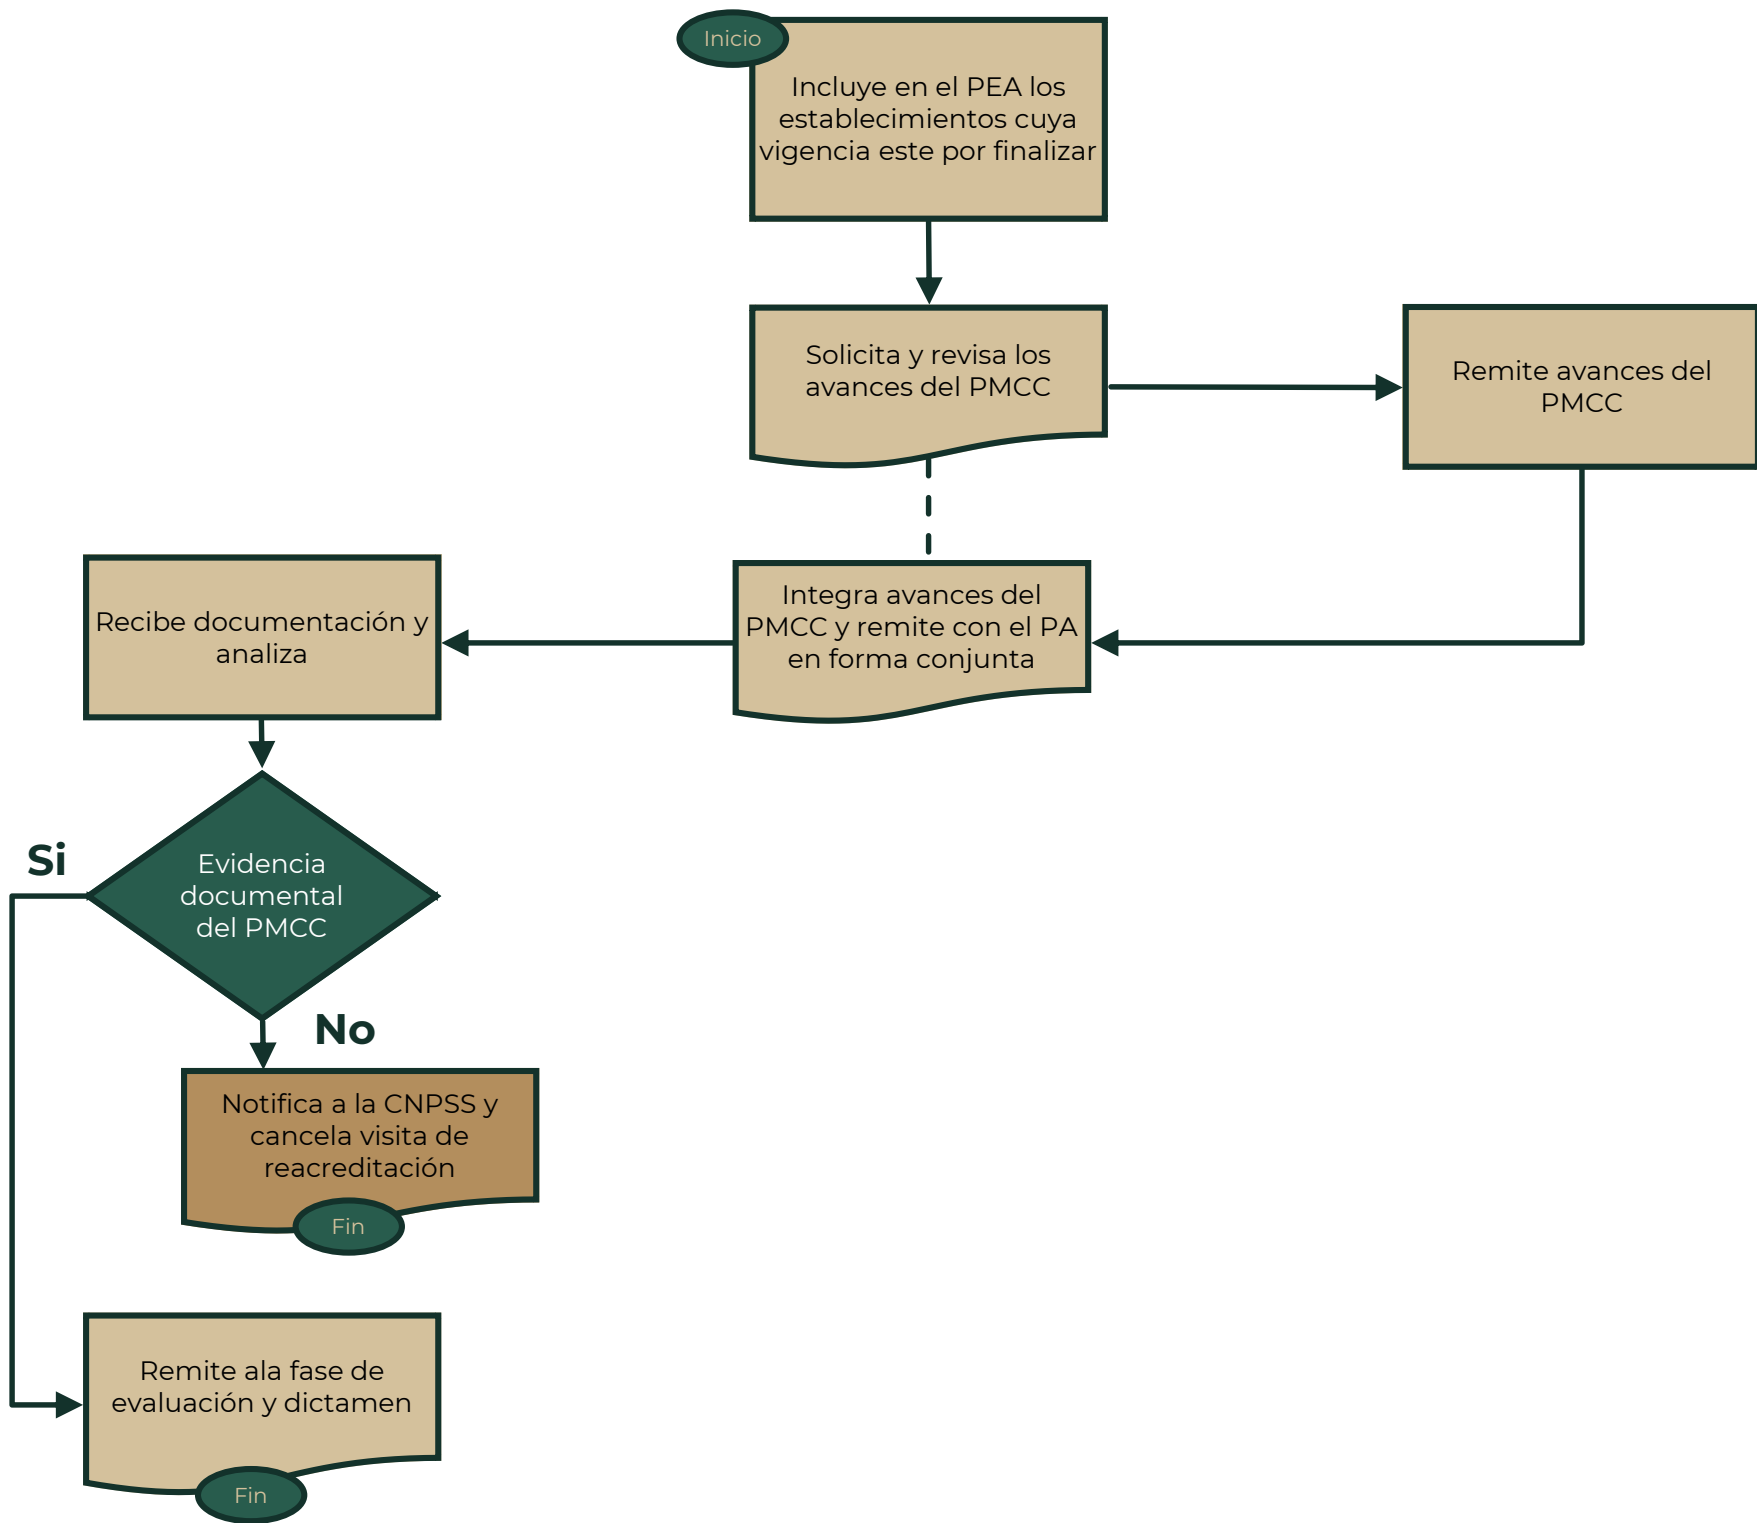 Inicio
Incluye en el PEA los
establecimientos cuya
vigencia este por finalizar
Solicita y revisa los
avances del PMCC
Remite avances del
PMCC
Integra avances del
PMCC y remite con el PA
en forma conjunta
Recibe documentación y
analiza
Evidencia
documental
del PMCC
Si
No
Notifica a la CNPSS y
cancela visita de
reacreditación
Fin
Remite ala fase de
evaluación y dictamen
Fin